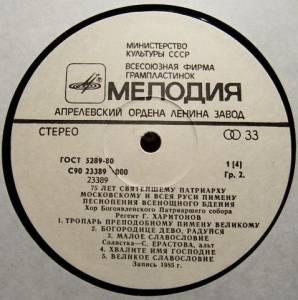 МИНИСТЕРСТВО
КУЛЬТУРЫ СССР
ВСЕСОЮЗНАЯ ФИРМА
ГРАМПЛАСТИНОК
МЕЛОДИЯ
АПРЕЛЕВСКИЙ ОРДЕНА ЛЕНИНА ЗАВОД
СТЕРЕО
33
ГОСТ 5289-80
1 [4]
С90 23389 000
Гр. 2.
23389
75 ЛЕТ СВЯТЕЙШЕМУ ПАТРИАРХУ
МОСКОВСКОМУ И ВСЕЯ РУСИ ПИМЕНУ
ПЕСНОПЕНИЯ ВСЕНОЩНОГО БДЕНИЯ
Хор Богоявленского Патриаршего собора
Регент Г. ХАРИТОНОВ
1. ТРОПАРЬ ПРЕПОДОБНОМУ ПИМЕНУ ВЕЛИКОМУ
2. БОГОРОДИЦЕ ДЕВО, РАДУЙСЯ
3. МАЛОЕ СЛАВОСЛОВИЕ
Солистка—С. ЕРАСТОВА, альт
4. ХВАЛИТЕ ИМЯ ГОСПОДНЕ
5. ВЕЛИКОЕ СЛАВОСЛОВИЕ
Запись 1985 г.